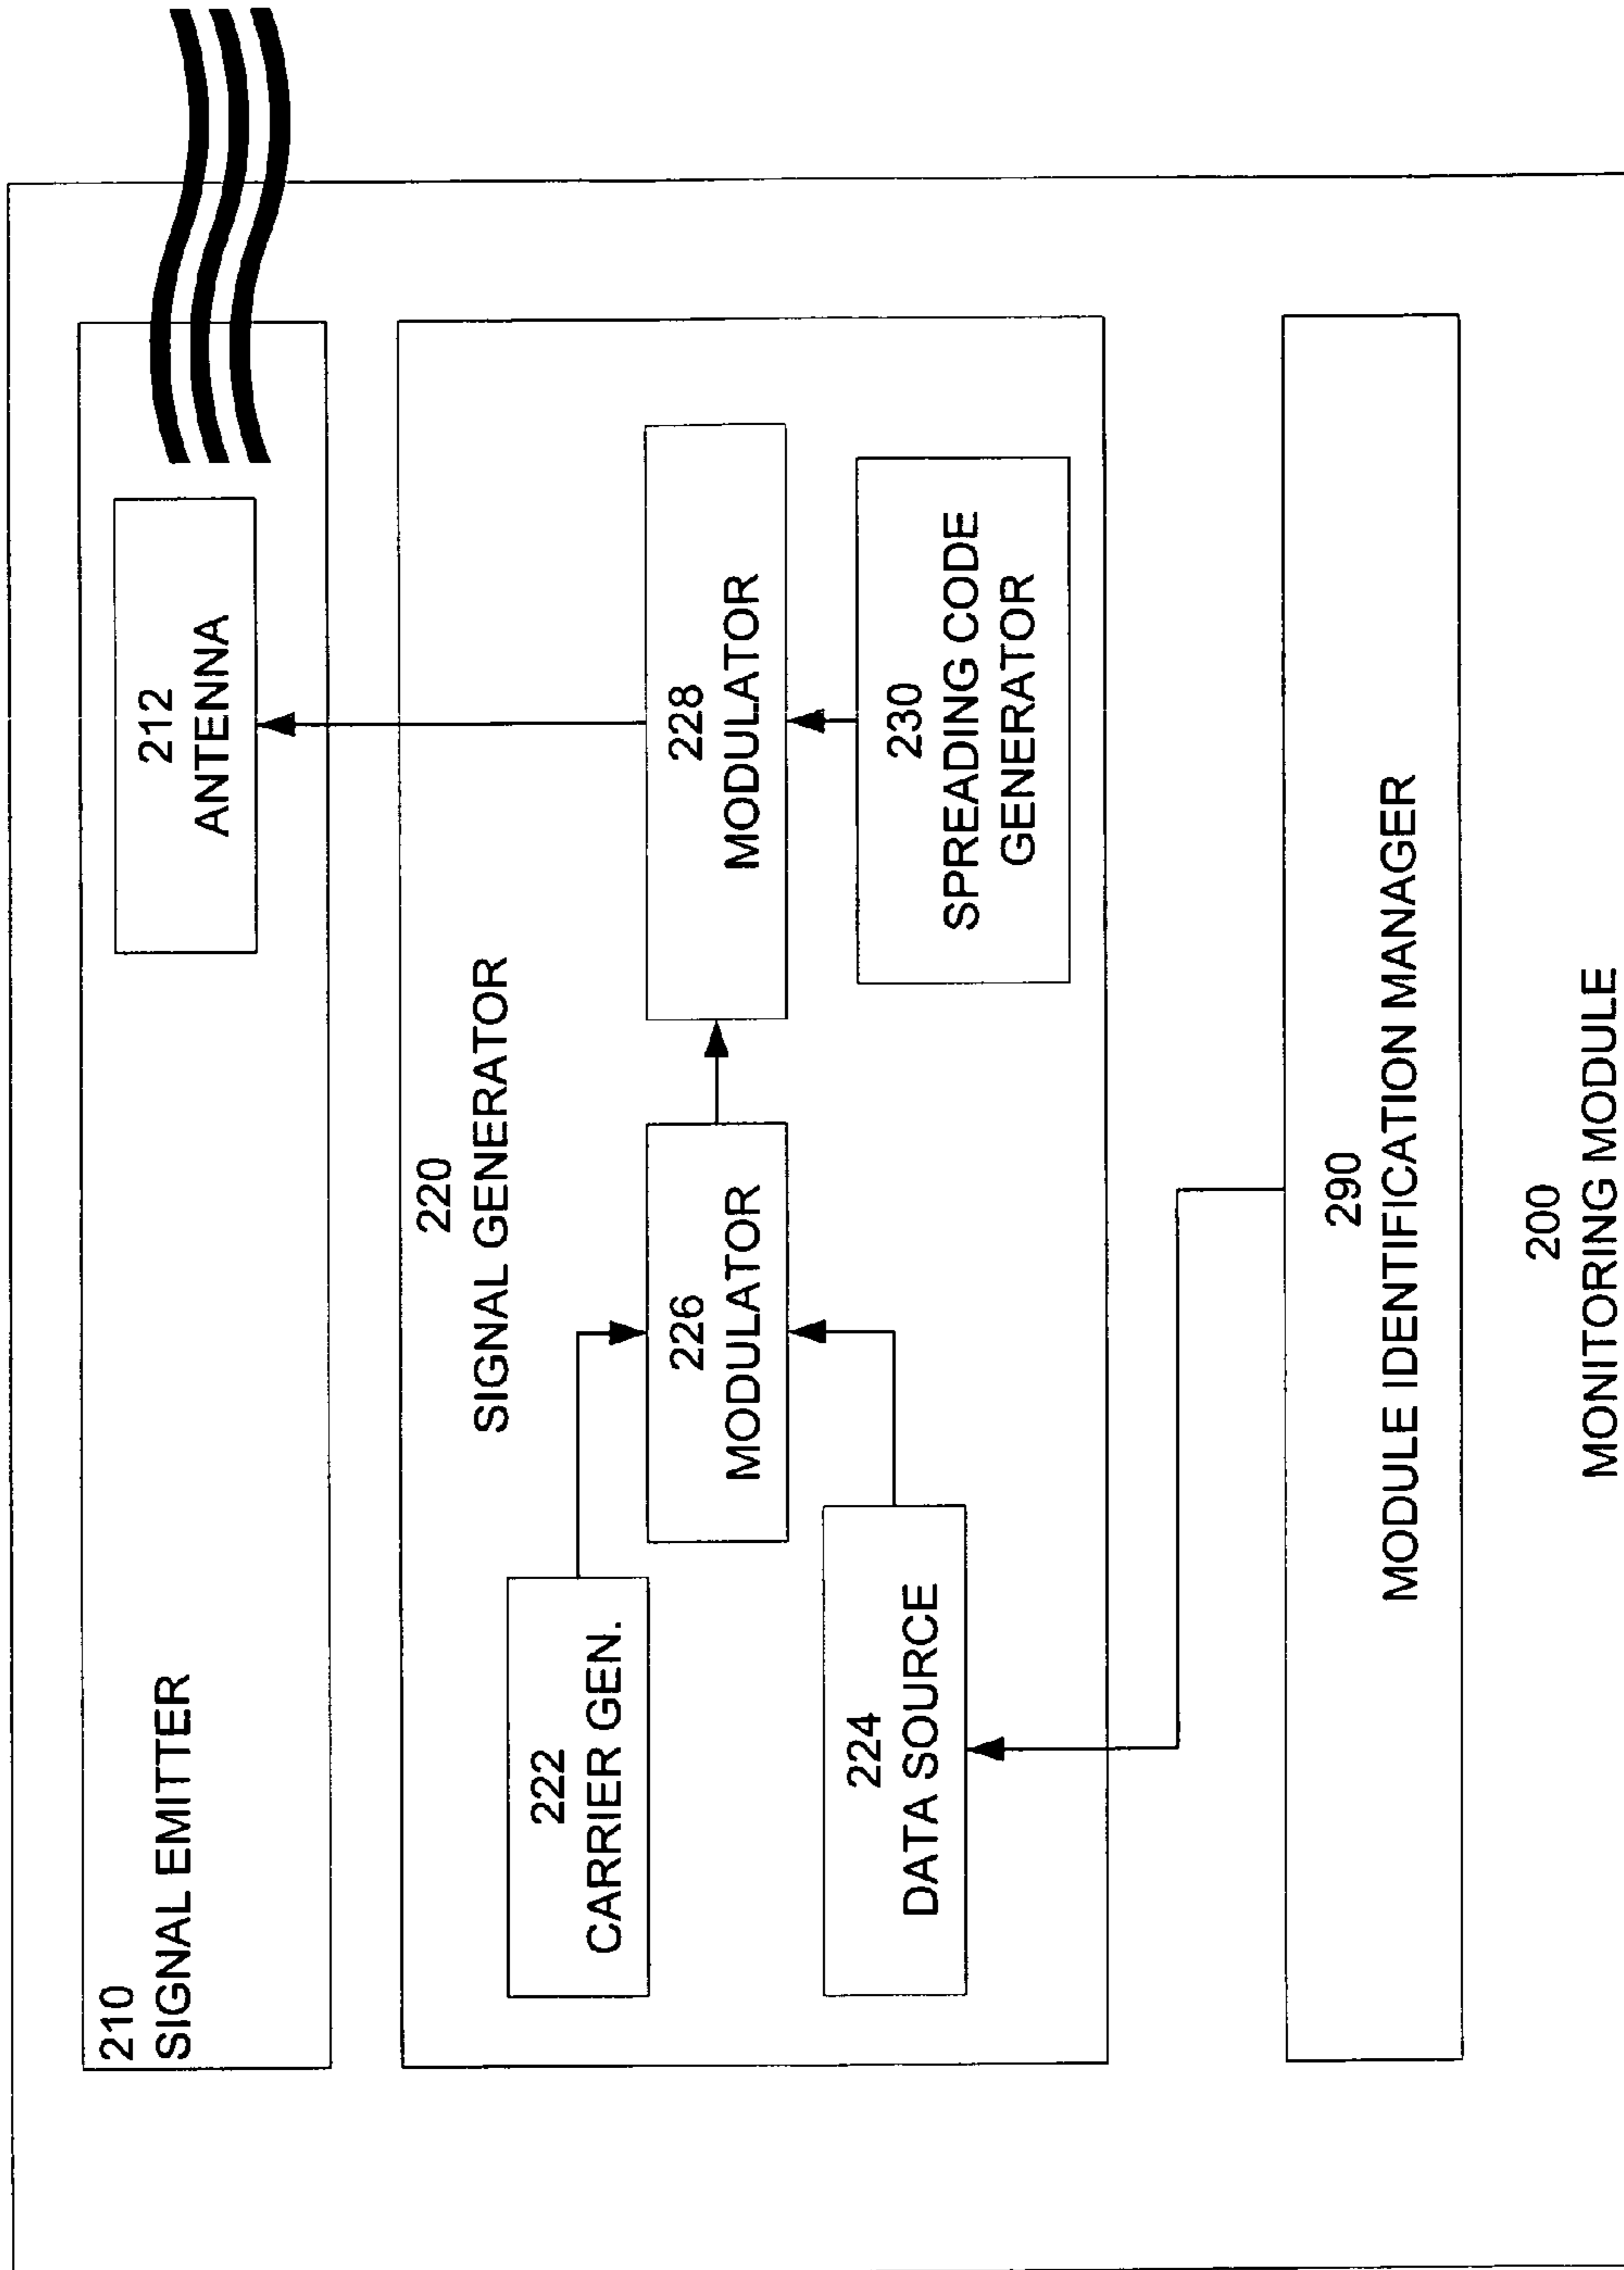 210
SIGNAL EMITTER
212
ANTENNA
220
SIGNAL GENERATOR
222
CARRIER GEN.
226
MODULATOR
228
MODULATOR
224
DATA SOURCE
230
SPREADING CODE
GENERATOR
290
MODULE IDENTIFICATION MANAGER
200
MONITORING MODULE